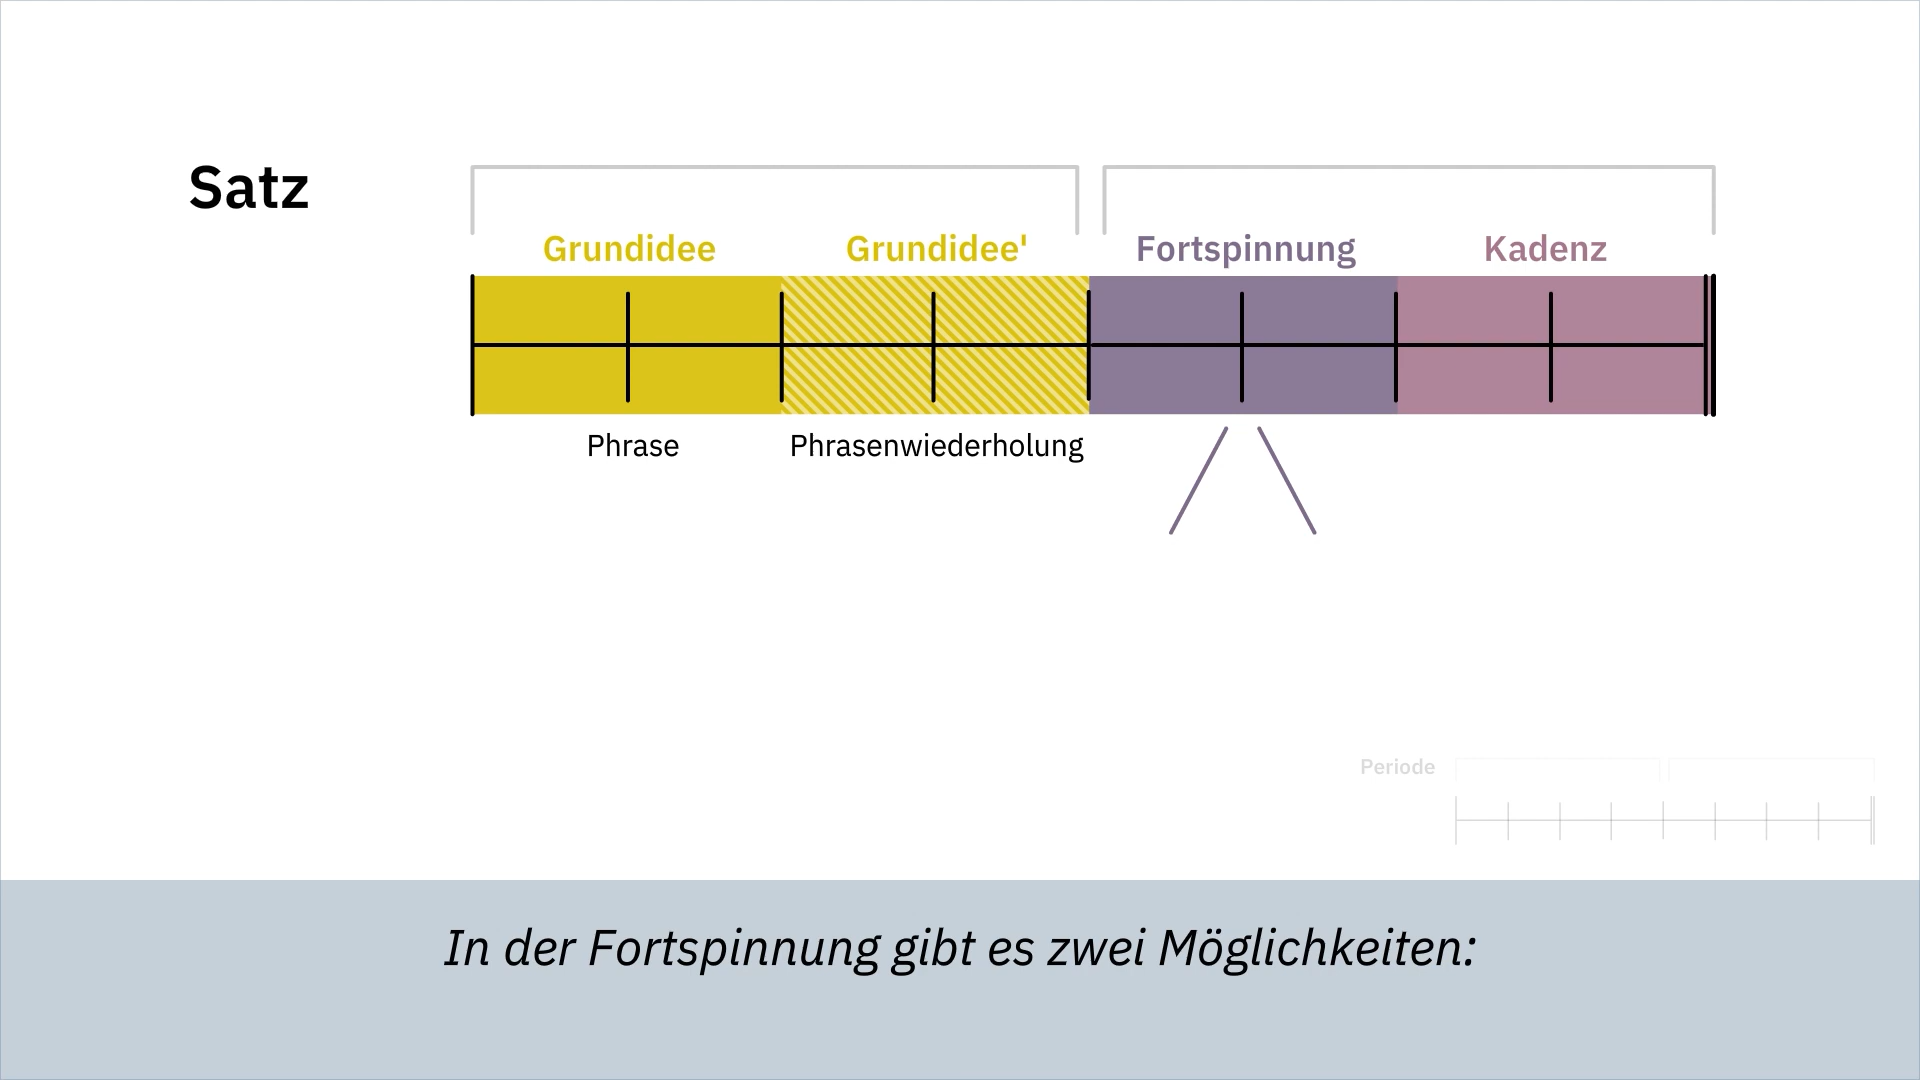 Satz
Grundidee Grundidee' Fortspinnung Kadenz
Phrase Phrasenwiederholung
Periode
In der Fortspinnung gibt es zwei Möglichkeiten: